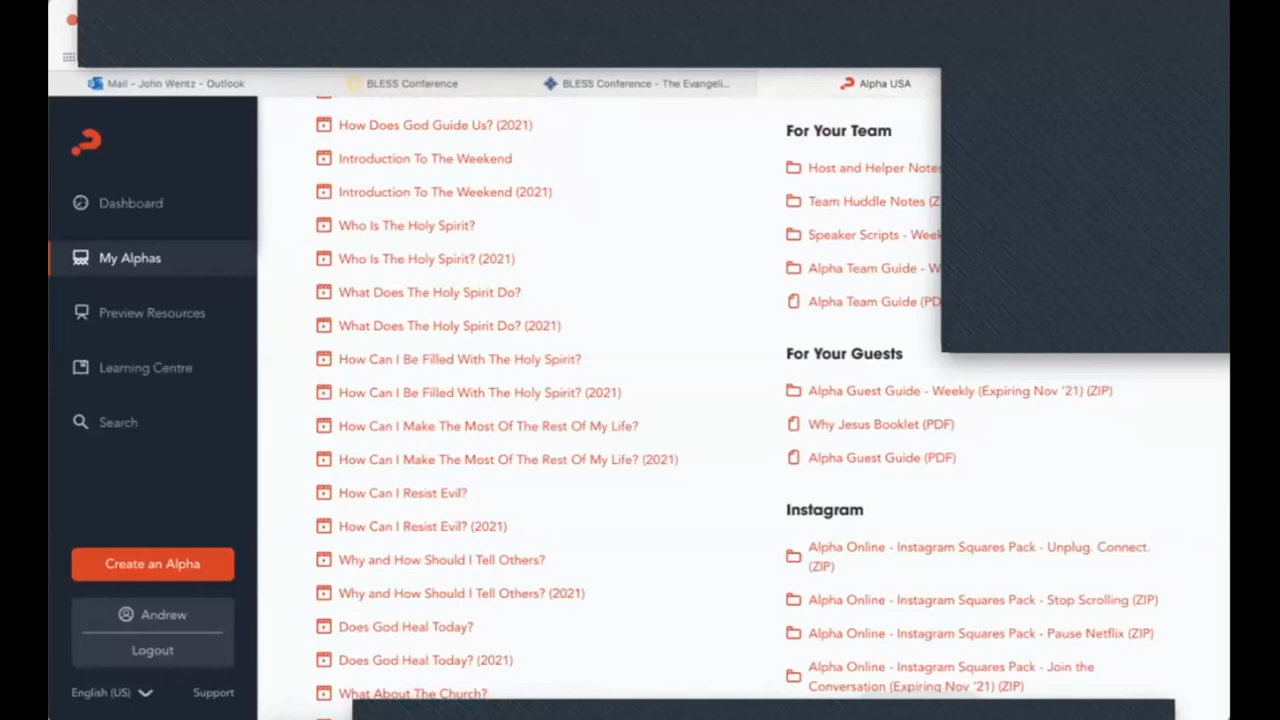 Mail - John Wentz - Outlook
BLESS Conference
BLESS Conference - The Evangeli...
Alpha USA
Dashboard
My Alphas
Preview Resources
Learning Centre
Search
Create an Alpha
Andrew
Logout
English (US)
Support
How Does God Guide Us? (2021)
Introduction To The Weekend
Introduction To The Weekend (2021)
Who Is The Holy Spirit?
Who Is The Holy Spirit? (2021)
What Does The Holy Spirit Do?
What Does The Holy Spirit Do? (2021)
How Can I Be Filled With The Holy Spirit?
How Can I Be Filled With The Holy Spirit? (2021)
How Can I Make The Most Of The Rest Of My Life?
How Can I Make The Most Of The Rest Of My Life? (2021)
How Can I Resist Evil?
How Can I Resist Evil? (2021)
Why and How Should I Tell Others?
Why and How Should I Tell Others? (2021)
Does God Heal Today?
Does God Heal Today? (2021)
What About The Church?
For Your Team
Host and Helper Notes
Team Huddle Notes (Z
Speaker Scripts - Week
Alpha Team Guide - W
Alpha Team Guide (PD
For Your Guests
Alpha Guest Guide - Weekly (Expiring Nov '21) (ZIP)
Why Jesus Booklet (PDF)
Alpha Guest Guide (PDF)
Instagram
Alpha Online - Instagram Squares Pack - Unplug. Connect.
(ZIP)
Alpha Online - Instagram Squares Pack - Stop Scrolling (ZIP)
Alpha Online - Instagram Squares Pack - Pause Netflix (ZIP)
Alpha Online - Instagram Squares Pack - Join the
Conversation (Expiring Nov '21) (ZIP)